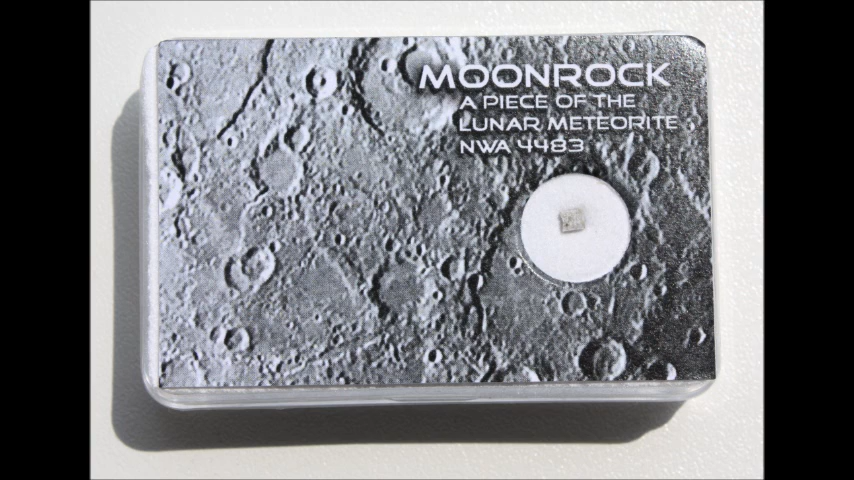 MOONROCK
A PIECE OF THE
LUNAR METEORITE
NWA 4483